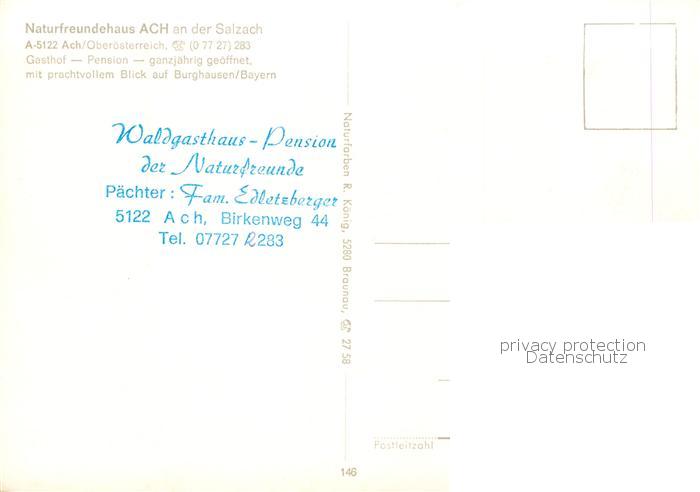 Naturfreundehaus ACH an der Salzach
A-5122 Ach/Oberösterreich, ☏ (0 77 27) 283
Gasthof — Pension — ganzjährig geöffnet,
mit prachtvollem Blick auf Burghausen/Bayern
Waldgasthaus - Pension
der Naturfreunde
Pächter: Fam. Edletzberger
5122 Ach, Birkenweg 44
Tel. 07727 283
Naturfarben R. König, 5280 Braunau, ☏ 27 58
privacy protection
Datenschutz
Postleitzahl
146